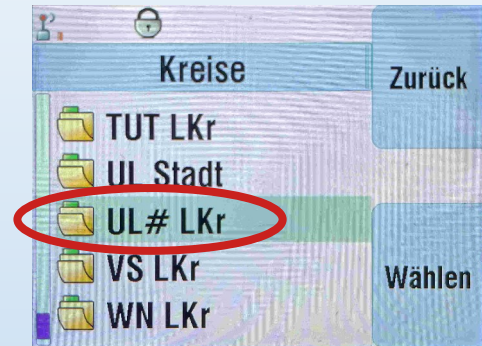 Kreise
Zurück
TUT LKr
UL Stadt
UL# LKr
VS LKr
WN LKr
Wählen